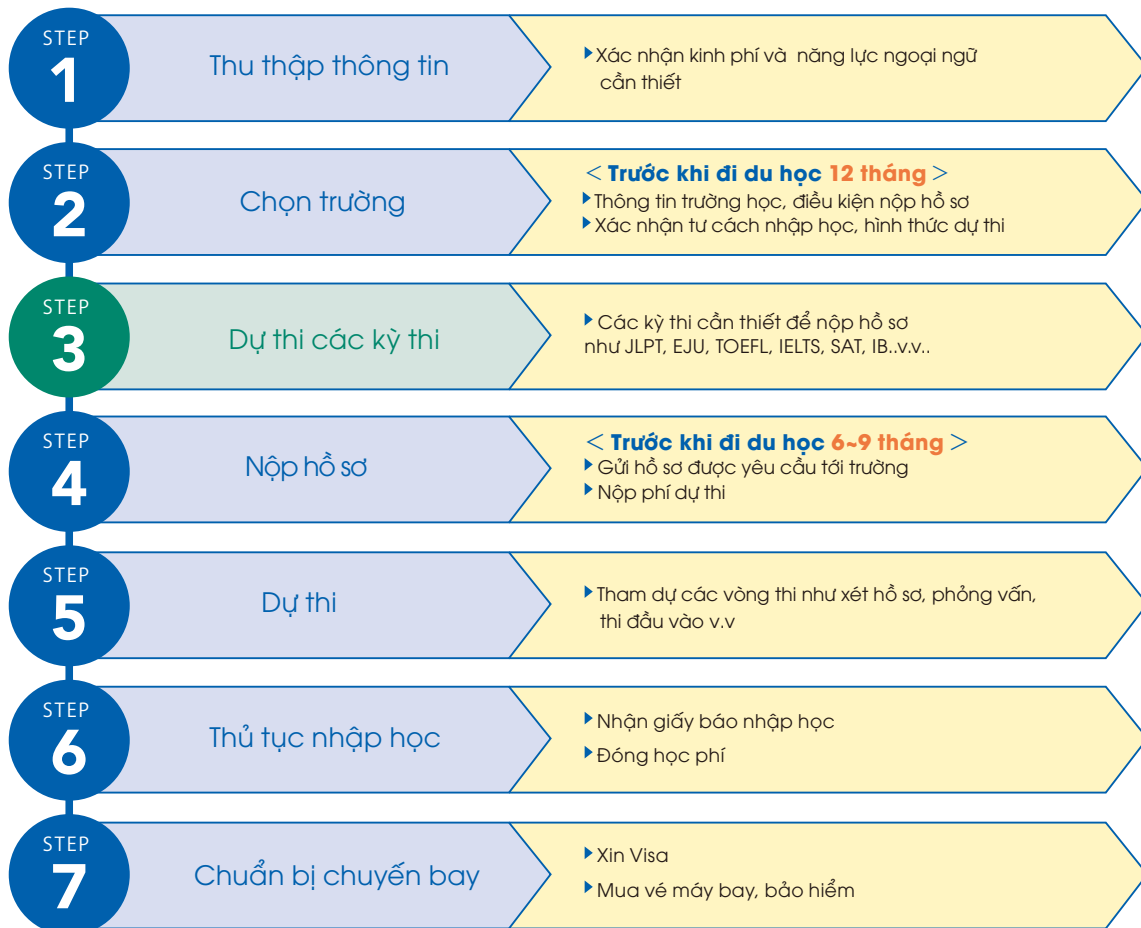 STEP
1
Thu thập thông tin
Xác nhận kinh phí và năng lực ngoại ngữ
cần thiết
STEP
2
Chọn trường
< Trước khi đi du học 12 tháng >
Thông tin trường học, điều kiện nộp hồ sơ
Xác nhận tư cách nhập học, hình thức dự thi
STEP
3
Dự thi các kỳ thi
Các kỳ thi cần thiết để nộp hồ sơ
như JLPT, EJU, TOEFL, IELTS, SAT, IB..v.v..
STEP
4
Nộp hồ sơ
< Trước khi đi du học 6~9 tháng >
Gửi hồ sơ được yêu cầu tới trường
Nộp phí dự thi
STEP
5
Dự thi
Tham dự các vòng thi như xét hồ sơ, phỏng vấn,
thi đầu vào v.v
STEP
6
Thủ tục nhập học
Nhận giấy báo nhập học
Đóng học phí
STEP
7
Chuẩn bị chuyến bay
Xin Visa
Mua vé máy bay, bảo hiểm